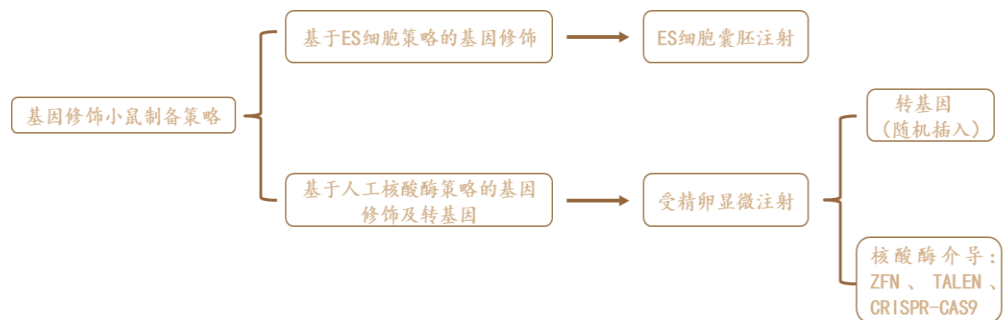 基于ES细胞策略的基因修饰
ES细胞囊胚注射
基因修饰小鼠制备策略
转基因
(随机插入)
基于人工核酸酶策略的基因
修饰及转基因
受精卵显微注射
核酸酶介导:
ZFN、TALEN、
CRISPR-CAS9